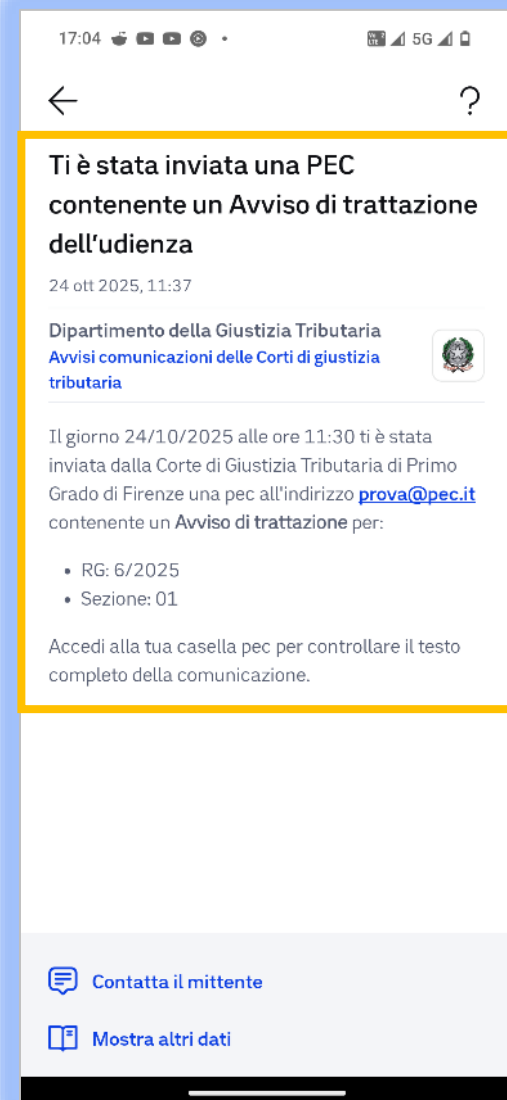 17:04
5G
?
Ti è stata inviata una PEC
contenente un Avviso di trattazione
dell'udienza
24 ott 2025, 11:37
Dipartimento della Giustizia Tributaria
Avvisi comunicazioni delle Corti di giustizia
tributaria
Il giorno 24/10/2025 alle ore 11:30 ti è stata
inviata dalla Corte di Giustizia Tributaria di Primo
Grado di Firenze una pec all'indirizzo prova@pec.it
contenente un Avviso di trattazione per:
• RG: 6/2025
• Sezione: 01
Accedi alla tua casella pec per controllare il testo
completo della comunicazione.
Contatta il mittente
Mostra altri dati